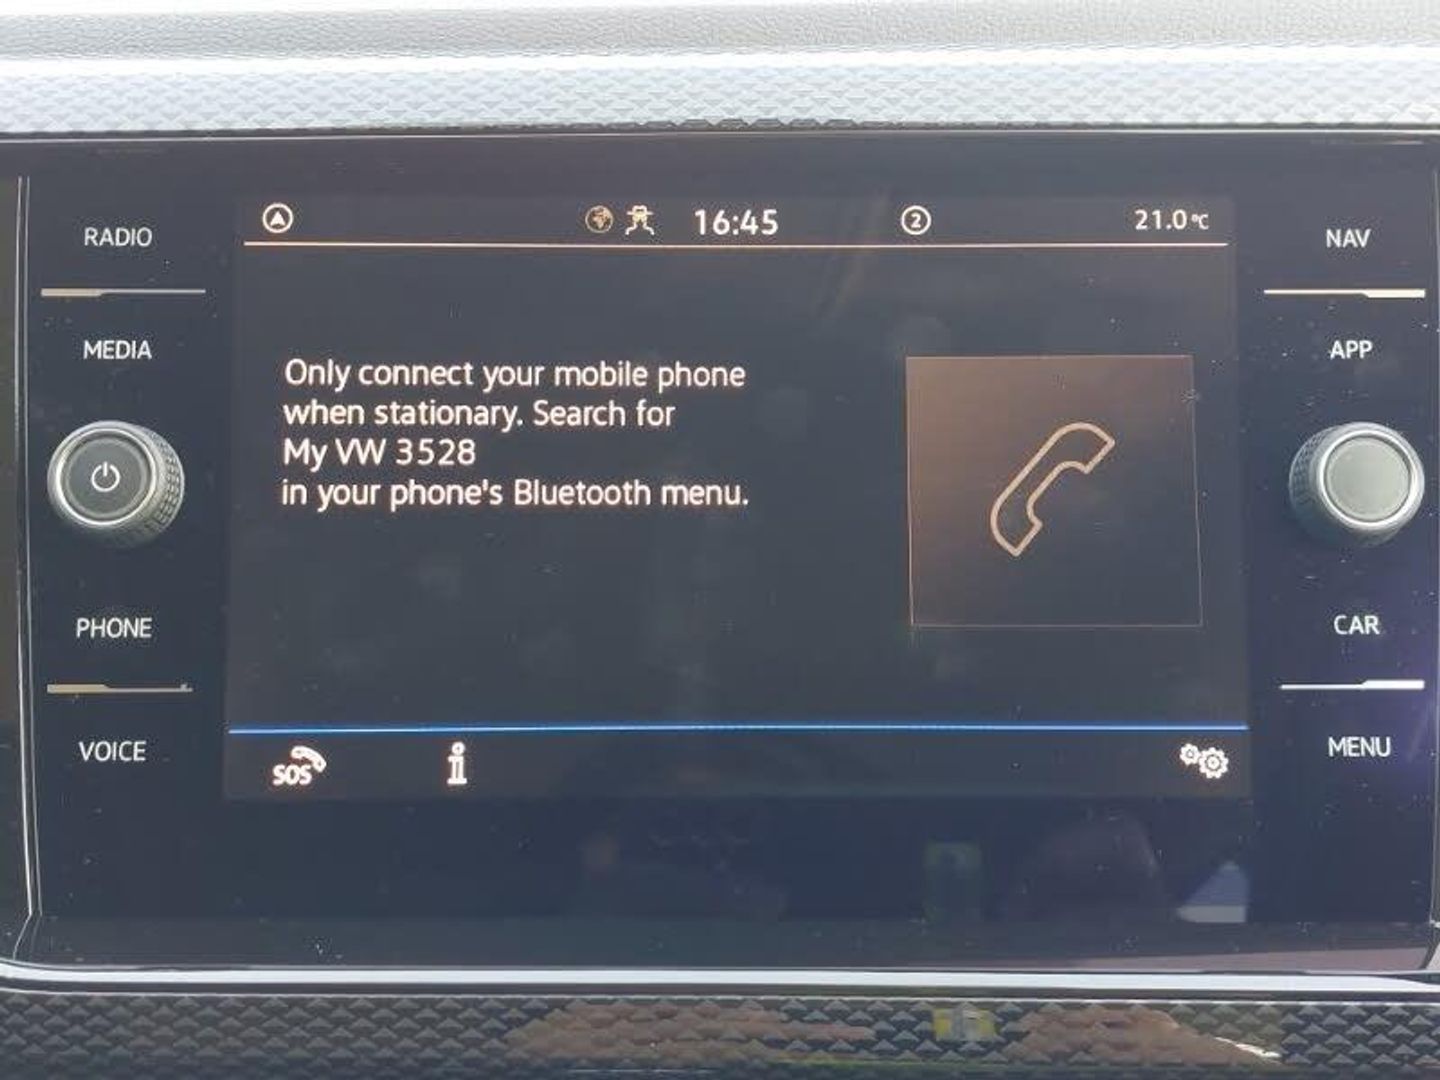 16:45
2
21.0 °C
RADIO
MEDIA
PHONE
VOICE
Only connect your mobile phone
when stationary. Search for
My VW 3528
in your phone's Bluetooth menu.
SOS
i
NAV
APP
CAR
MENU